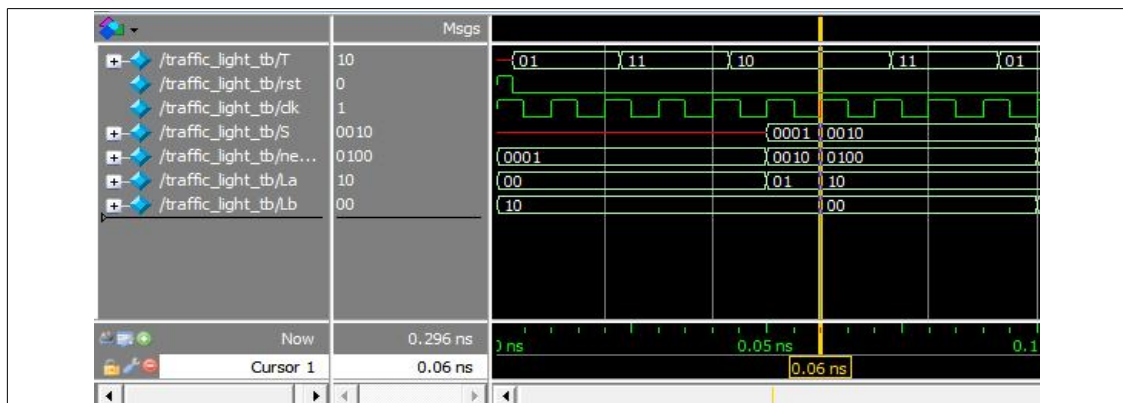 Msgs
/traffic_light_tb/T 10 01 11 10 11 01
/traffic_light_tb/rst 0
/traffic_light_tb/clk 1
/traffic_light_tb/S 0010 0001 0010
/traffic_light_tb/ne... 0100 0001 0010 0100
/traffic_light_tb/La 10 00 01 10
/traffic_light_tb/Lb 00 10 00
Now 0.296 ns ns 0.05 ns 0.1
Cursor 1 0.06 ns 0.06 ns